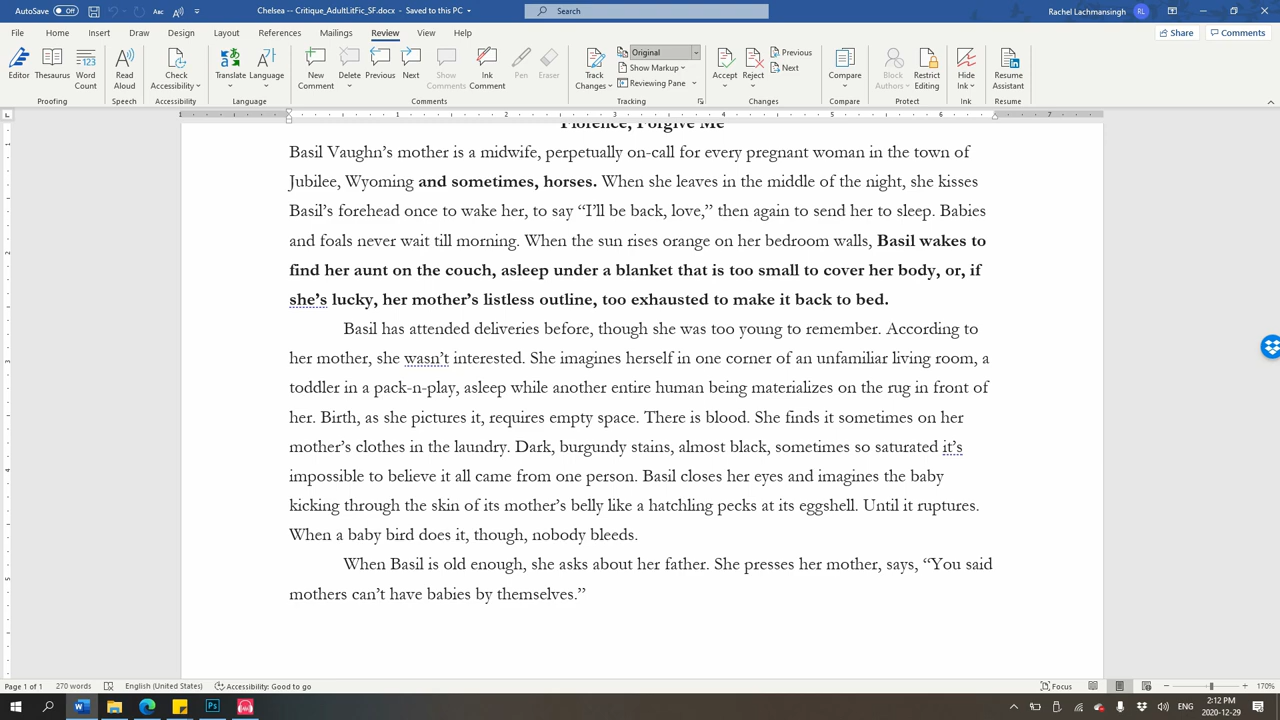 AutoSave Off Chelsea -- Critique_AdultLitFic_SF.docx - Saved to this PC Search Rachel Lachmansingh RL
File Home Insert Draw Design Layout References Mailings Review View Help Share Comments
Editor Thesaurus Word Count Read Aloud Check Accessibility Translate Language New Comment Delete Previous Next Show Comments Ink Comment Pen Eraser Track Changes Original Show Markup Reviewing Pane Accept Reject Previous Next Compare Block Authors Restrict Editing Hide Ink Resume Assistant
Proofing Speech Accessibility Language Comments Tracking Changes Compare Protect Ink Resume
1 1 2 3 4 5 6 7
Florence, Forgive Me
Basil Vaughn’s mother is a midwife, perpetually on-call for every pregnant woman in the town of
Jubilee, Wyoming and sometimes, horses. When she leaves in the middle of the night, she kisses
Basil’s forehead once to wake her, to say “I’ll be back, love,” then again to send her to sleep. Babies
and foals never wait till morning. When the sun rises orange on her bedroom walls, Basil wakes to
find her aunt on the couch, asleep under a blanket that is too small to cover her body, or, if
she’s lucky, her mother’s listless outline, too exhausted to make it back to bed.
Basil has attended deliveries before, though she was too young to remember. According to
her mother, she wasn’t interested. She imagines herself in one corner of an unfamiliar living room, a
toddler in a pack-n-play, asleep while another entire human being materializes on the rug in front of
her. Birth, as she pictures it, requires empty space. There is blood. She finds it sometimes on her
mother’s clothes in the laundry. Dark, burgundy stains, almost black, sometimes so saturated it’s
impossible to believe it all came from one person. Basil closes her eyes and imagines the baby
kicking through the skin of its mother’s belly like a hatchling pecks at its eggshell. Until it ruptures.
When a baby bird does it, though, nobody bleeds.
When Basil is old enough, she asks about her father. She presses her mother, says, “You said
mothers can’t have babies by themselves.”
Page 1 of 1 270 words English (United States) Accessibility: Good to go Focus 170%
ENG 2:12 PM
2020-12-29